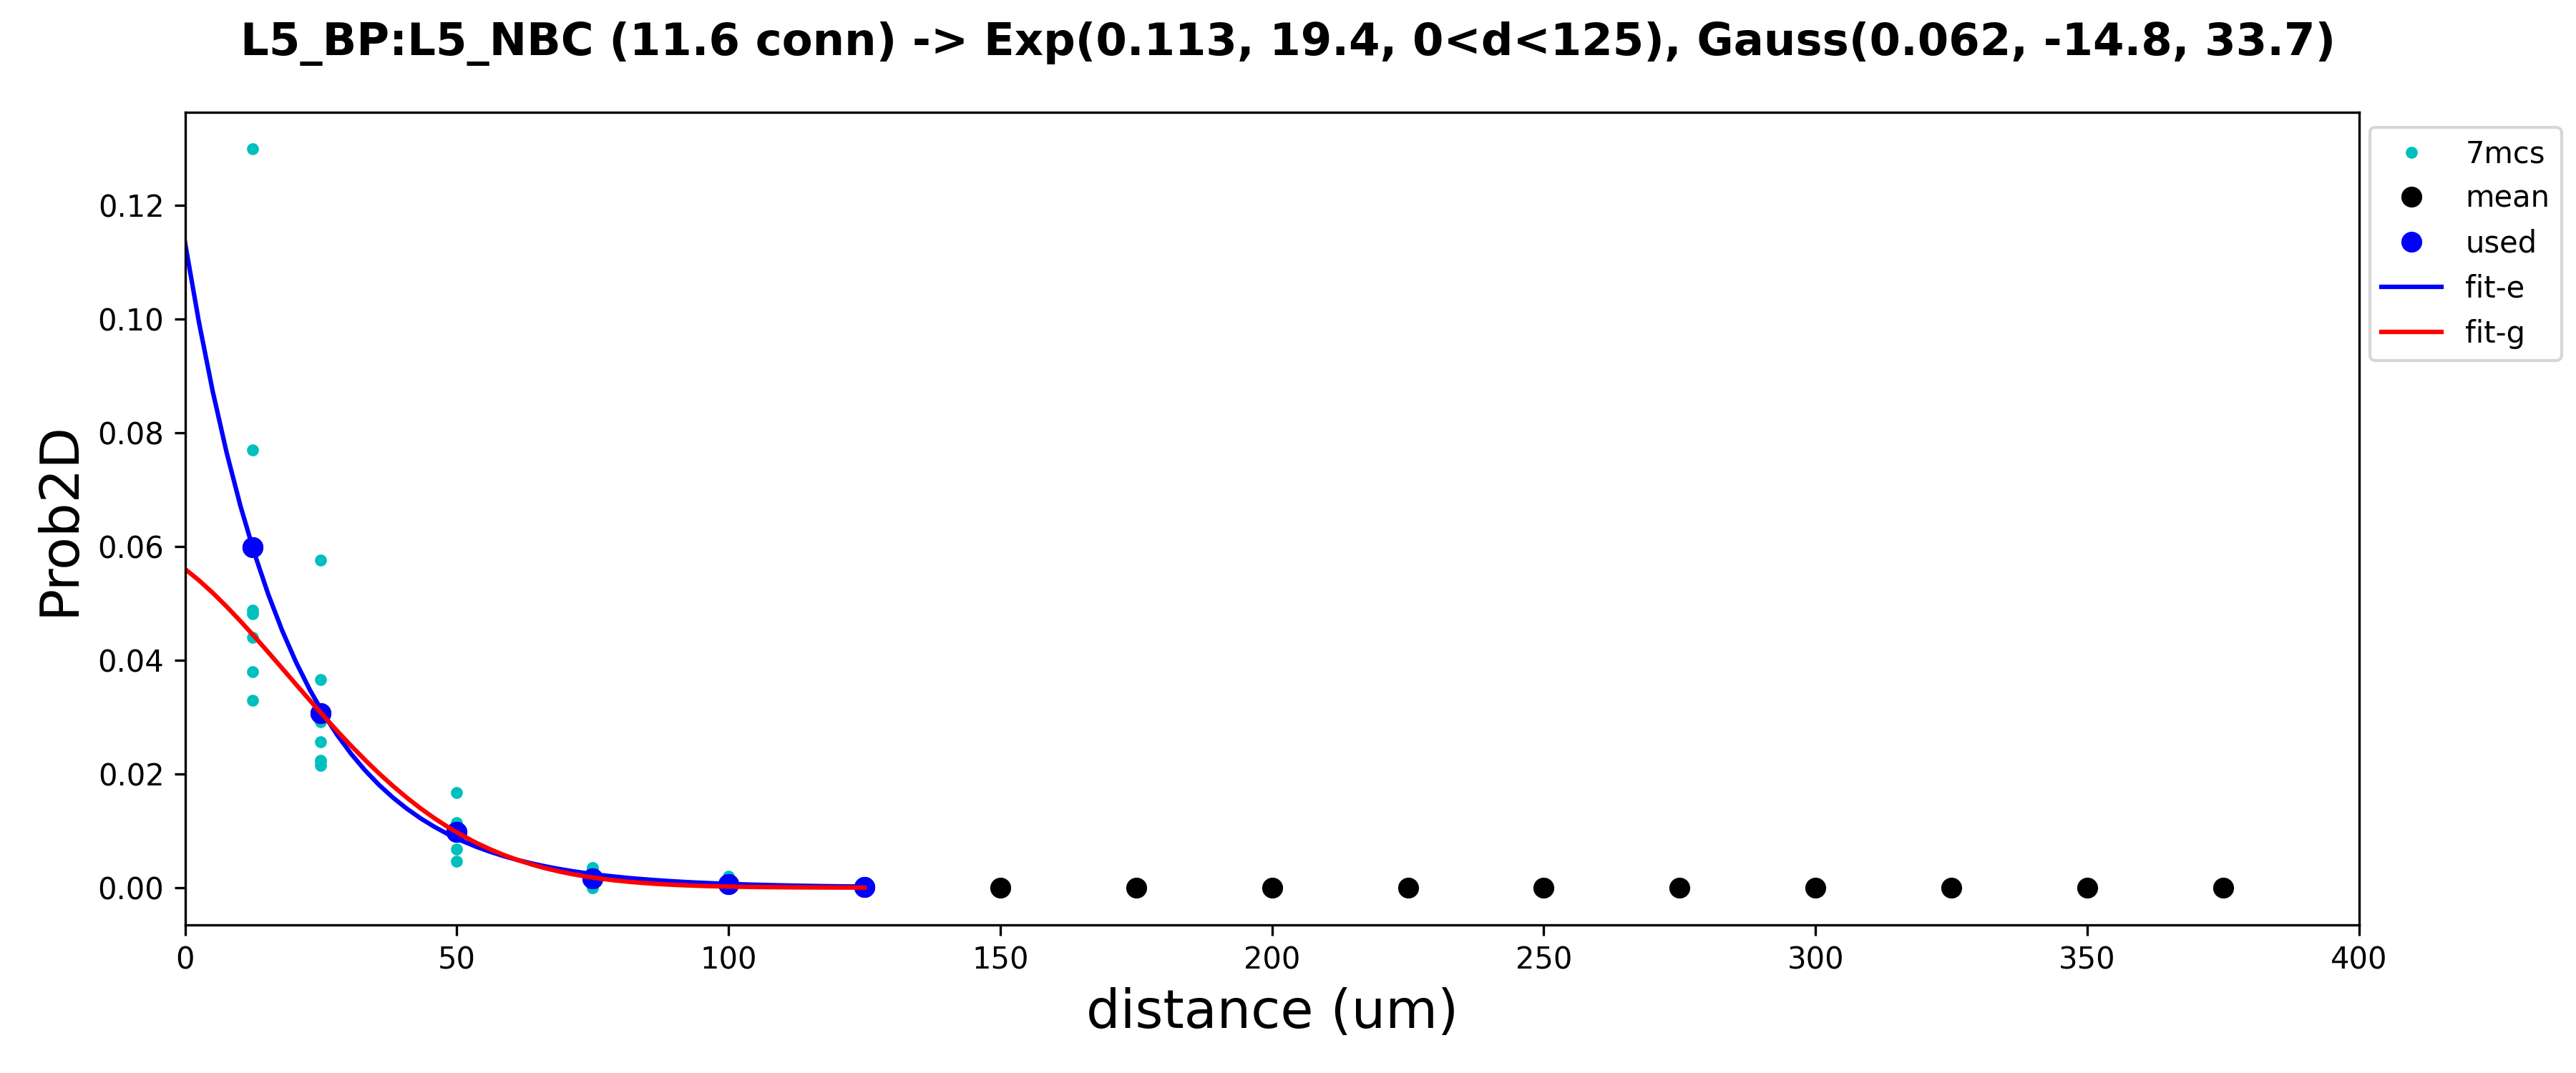 L5_BP:L5_NBC (11.6 conn) -> Exp(0.113, 19.4, 0<d<125), Gauss(0.062, -14.8, 33.7)
7mcs
mean
used
fit-e
fit-g
Prob2D
0.12
0.10
0.08
0.06
0.04
0.02
0.00
0 50 100 150 200 250 300 350 400
distance (um)